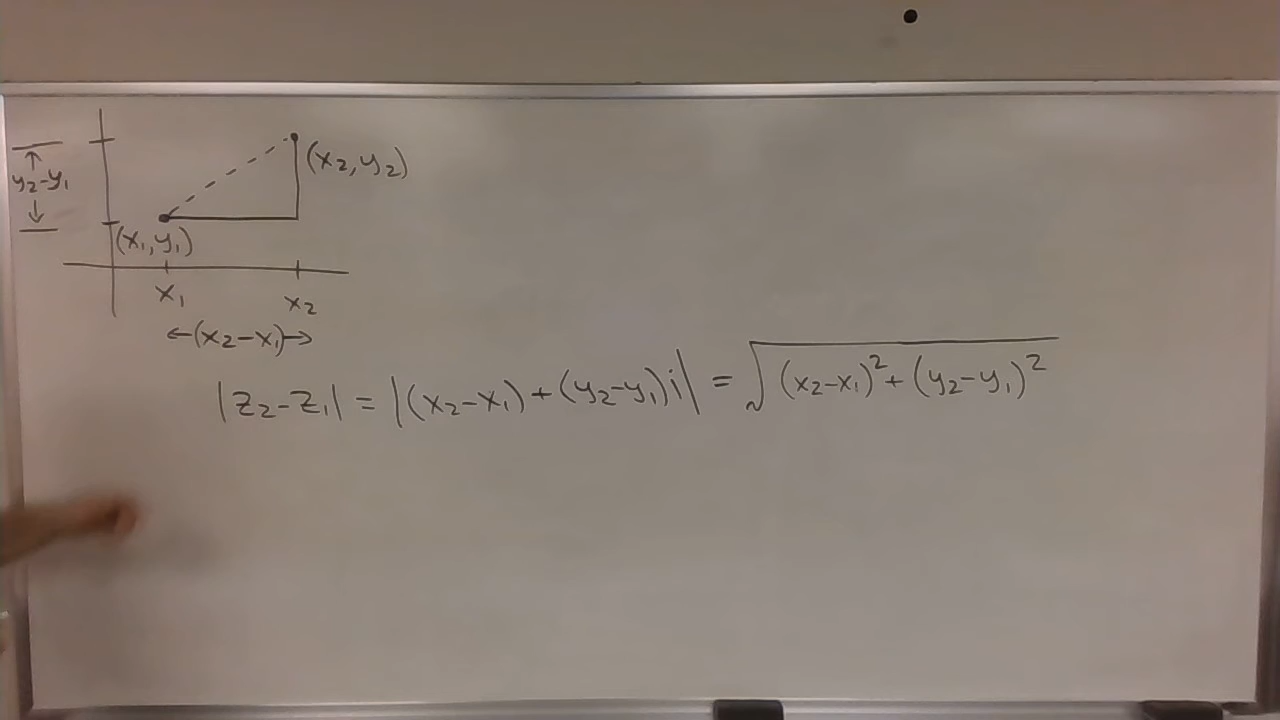 (x₂,y₂)
y₂-y₁
(x₁,y₁)
x₁ x₂
←(x₂-x₁)→
|z₂-z₁| = |(x₂-x₁)+(y₂-y₁)i| = √((x₂-x₁)²+(y₂-y₁)²)